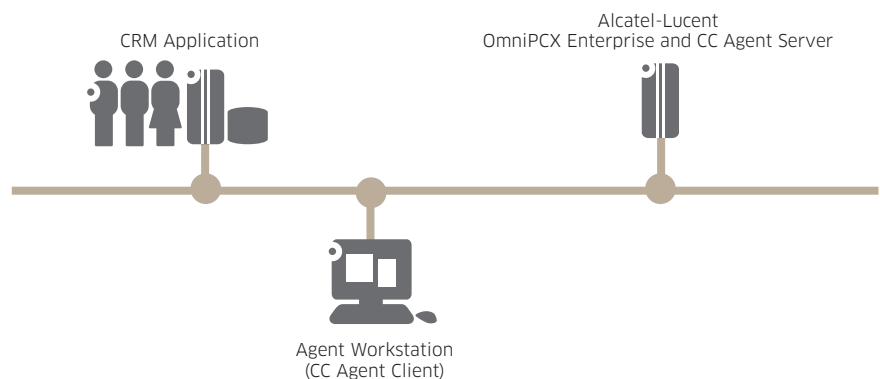 CRM Application
Alcatel-Lucent
OmniPCX Enterprise and CC Agent Server
Agent Workstation
(CC Agent Client)